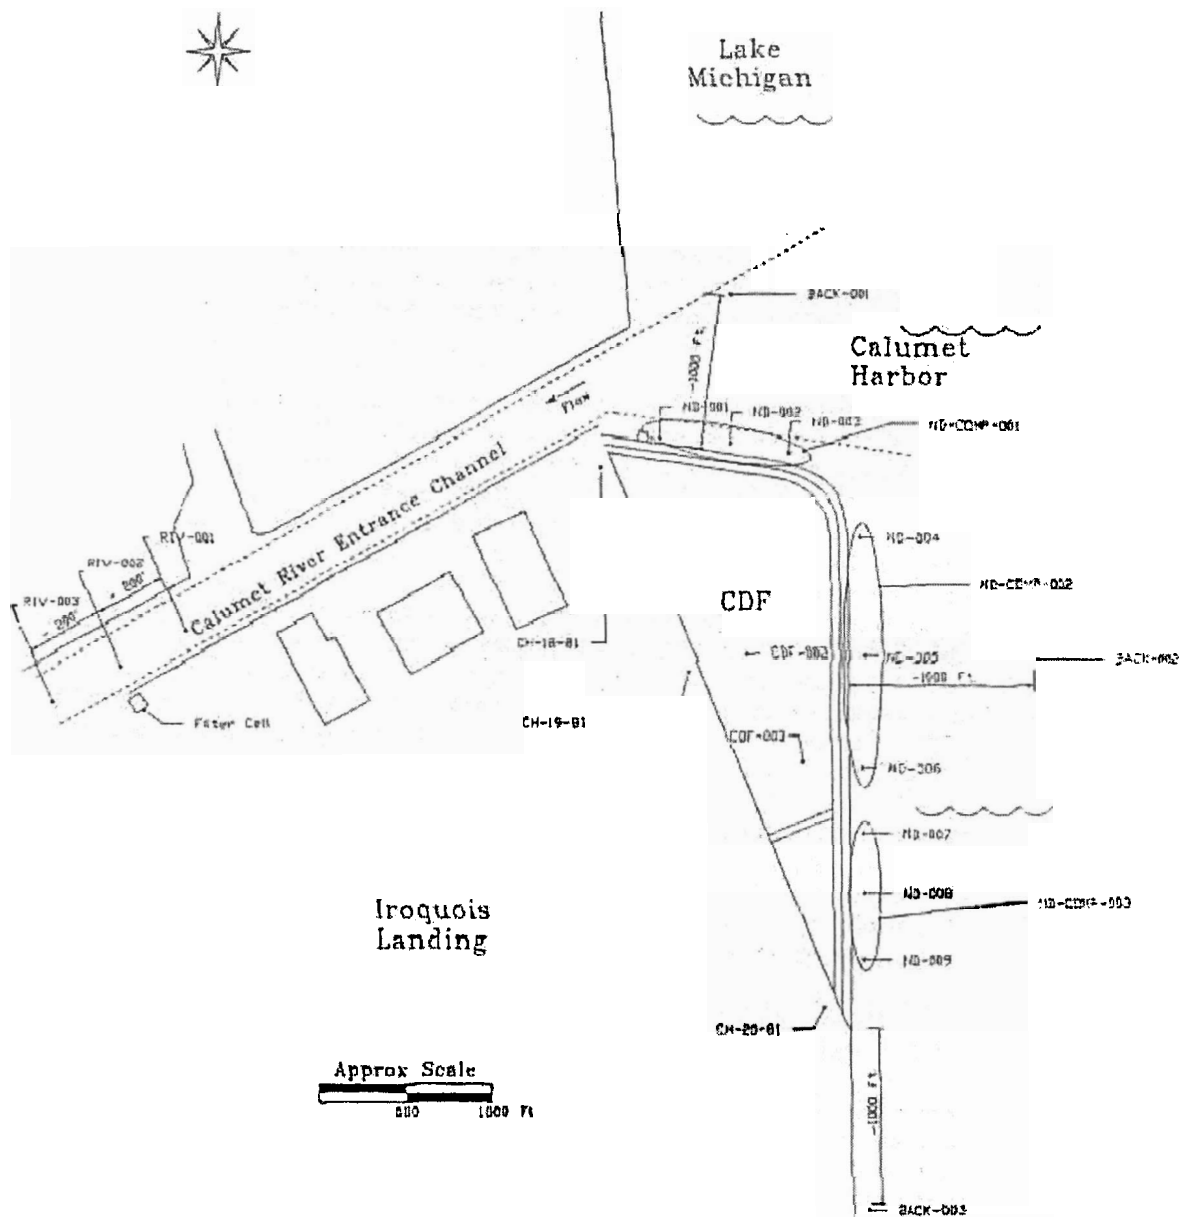 Lake
Michigan
BACK-001
Calumet
Harbor
~1000 Ft
Flow
ND-001
ND-002
ND-003
ND-COMP-001
Calumet River Entrance Channel
RIV-001
RIV-002
RIV-003
~ 200'
~ 200'
ND-004
ND-COMP-002
CDF
CH-18-81
CDF-002
ND-005
BACK-002
~1000 Ft
Filter Cell
CH-19-81
CDF-003
ND-006
ND-007
ND-008
ND-COMP-003
ND-009
Iroquois
Landing
CH-20-81
Approx Scale
500
1000 Ft
~1000 Ft
BACK-003